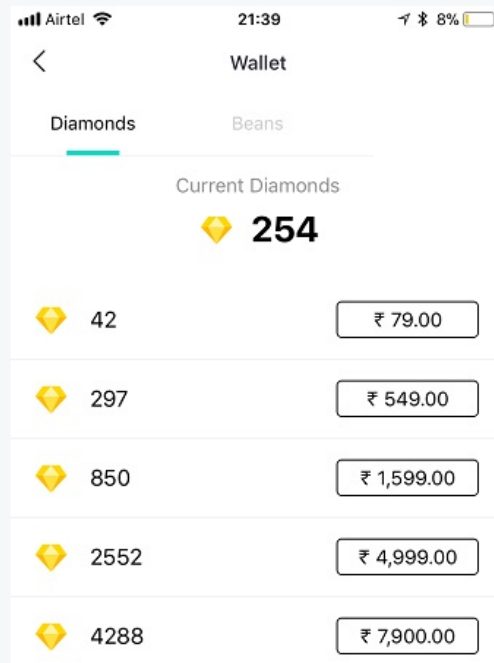 Airtel 21:39 8%
Wallet
Diamonds Beans
Current Diamonds
254
42 ₹ 79.00
297 ₹ 549.00
850 ₹ 1,599.00
2552 ₹ 4,999.00
4288 ₹ 7,900.00